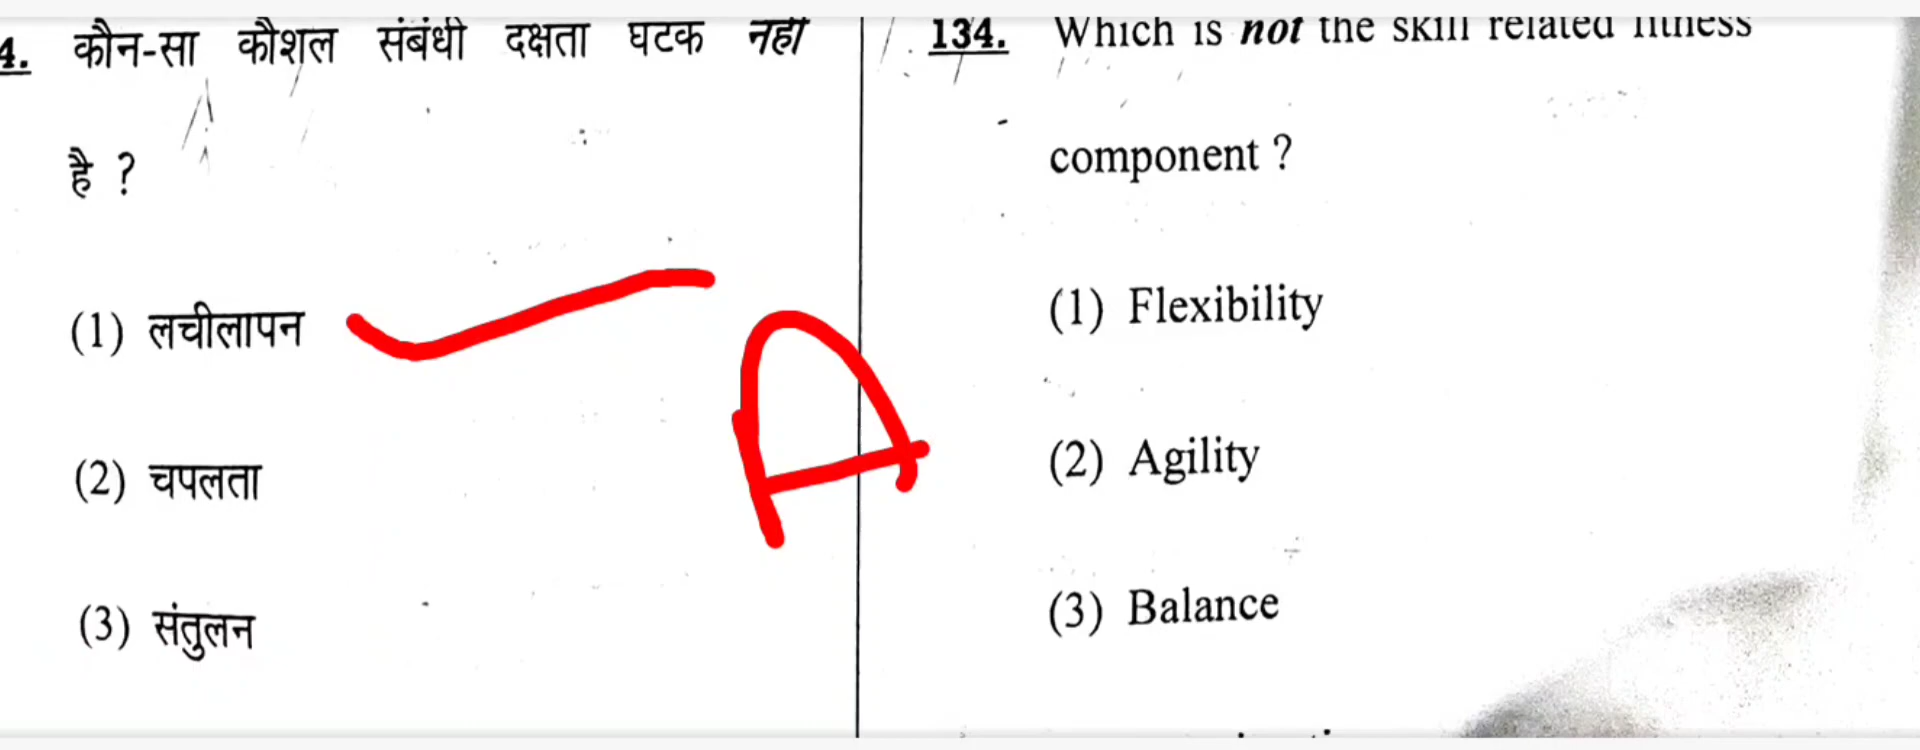 4. कौन-सा कौशल संबंधी दक्षता घटक नहीं
है ?
(1) लचीलापन
(2) चपलता
(3) संतुलन
A
134. Which is not the skill related fitness
component ?
(1) Flexibility
(2) Agility
(3) Balance